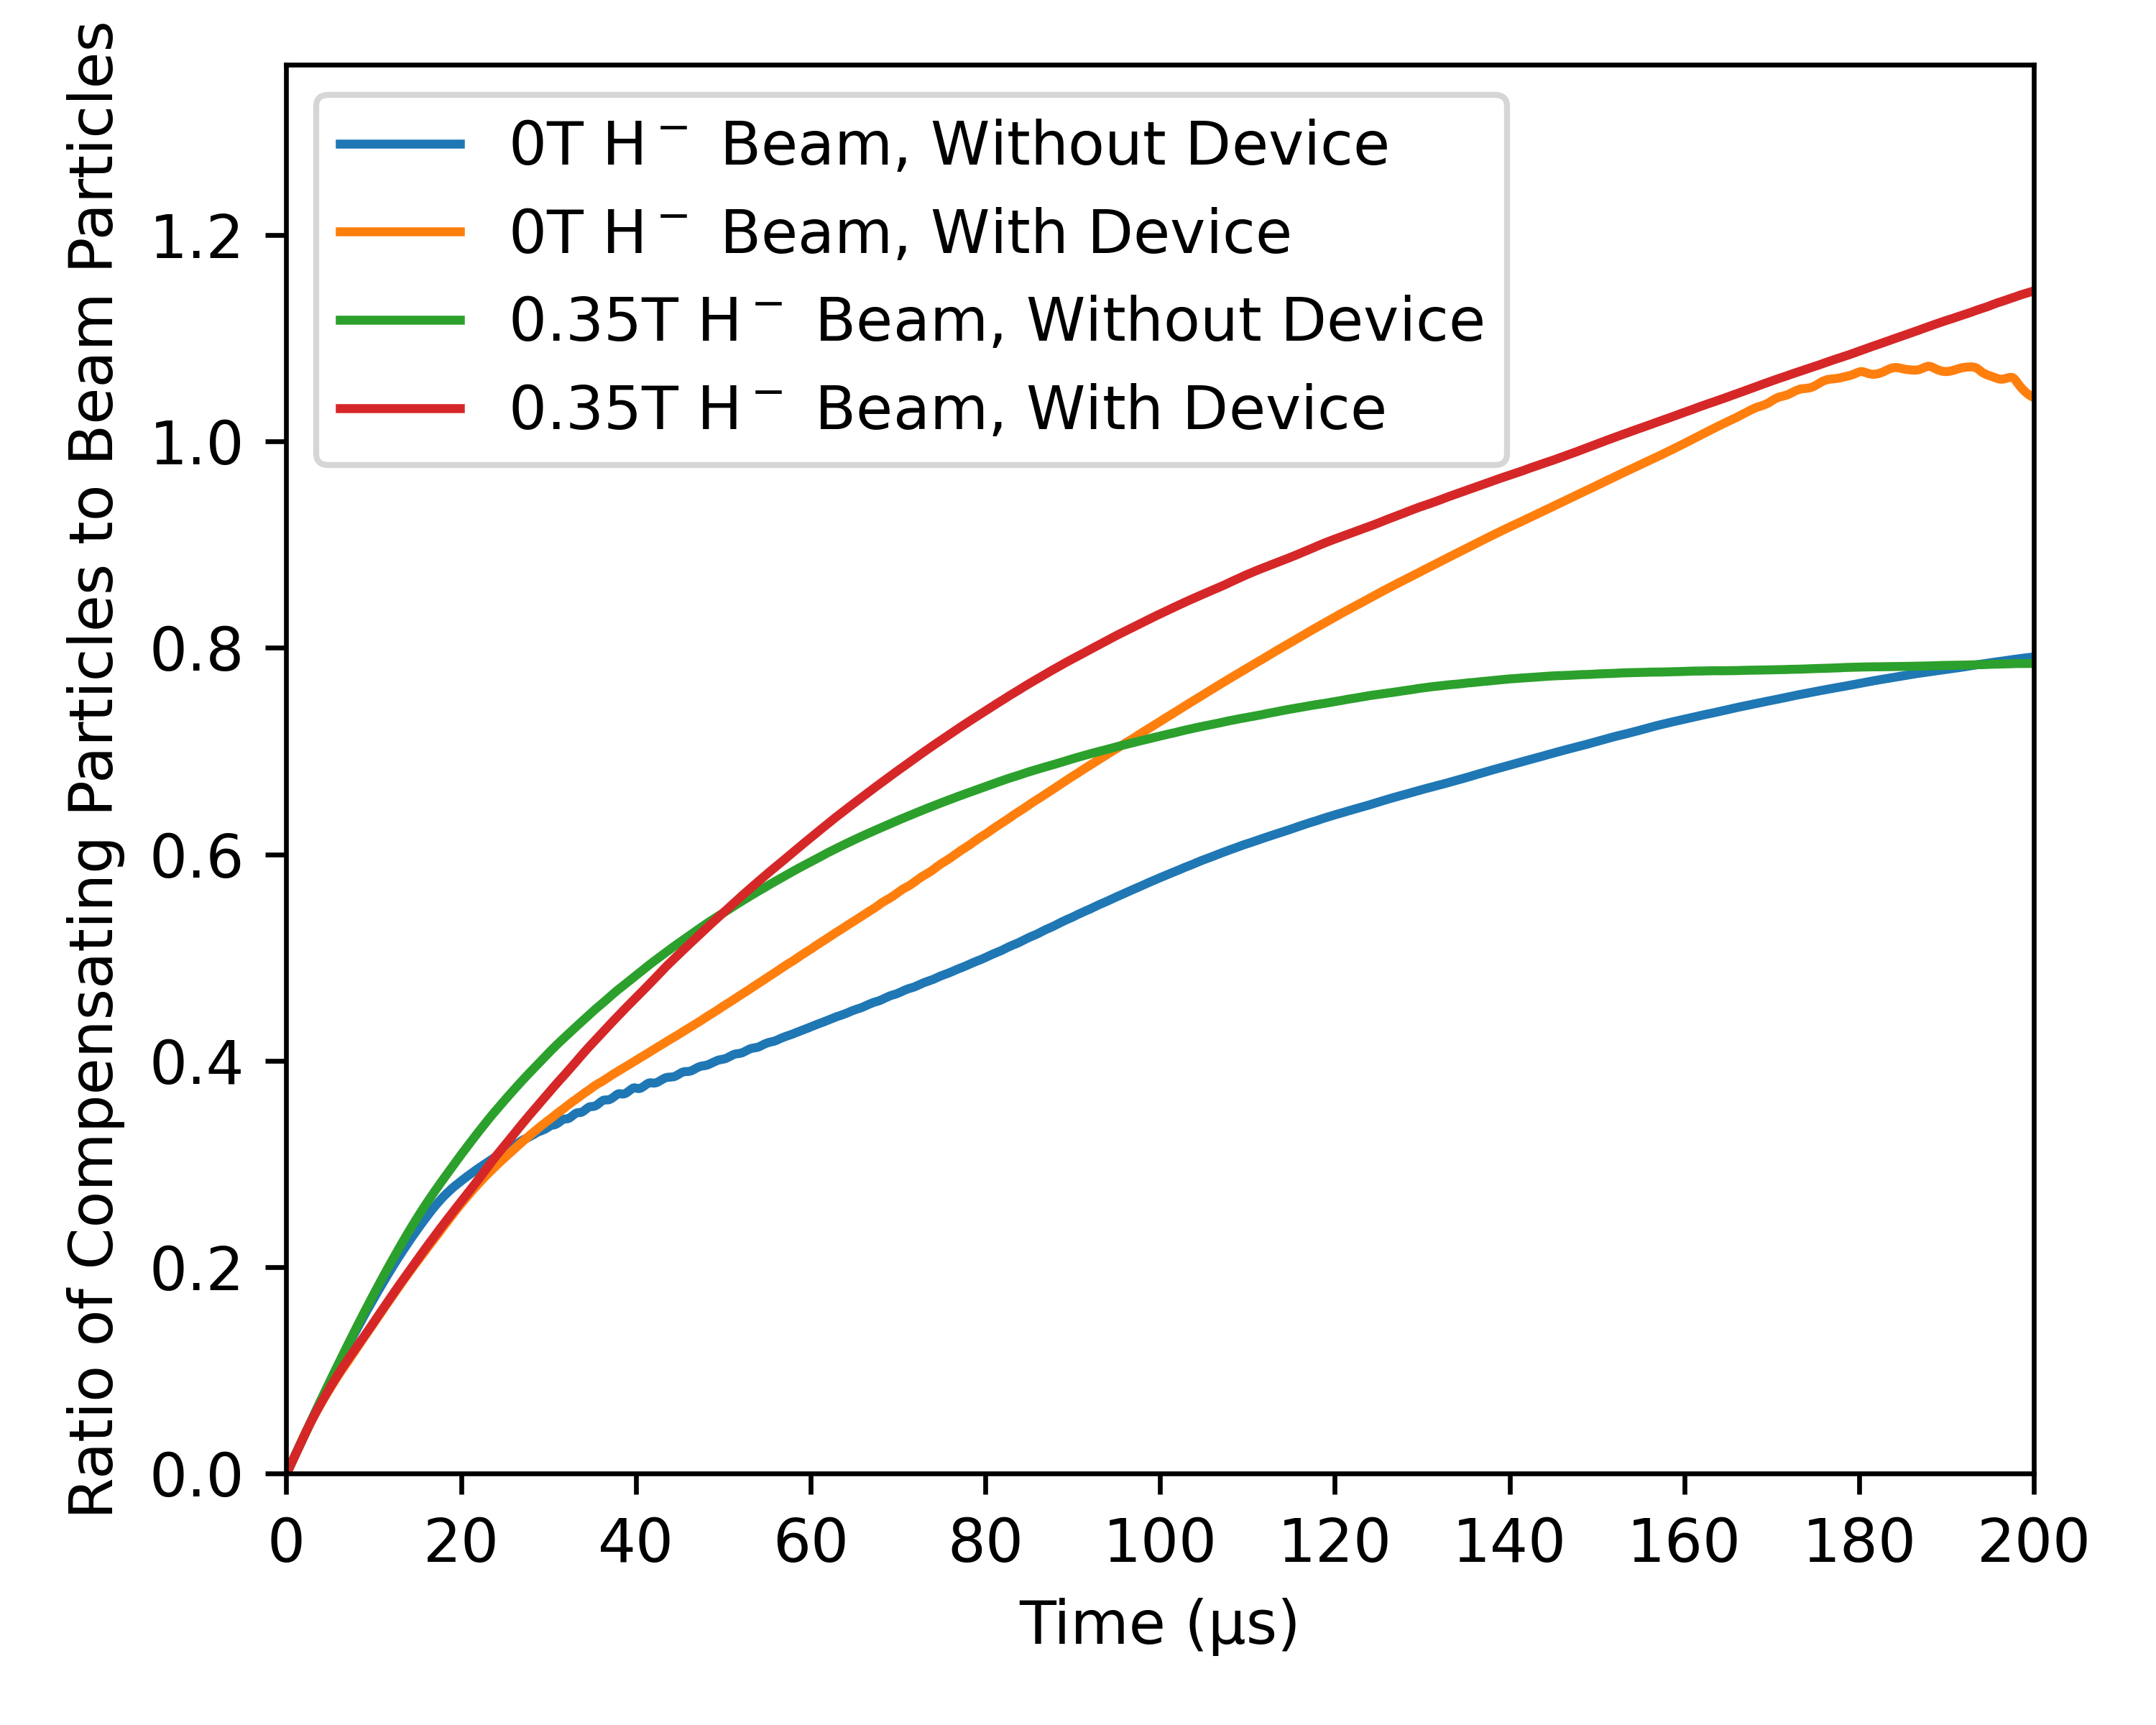 Ratio of Compensating Particles to Beam Particles
0T H⁻ Beam, Without Device
0T H⁻ Beam, With Device
0.35T H⁻ Beam, Without Device
0.35T H⁻ Beam, With Device
1.2
1.0
0.8
0.6
0.4
0.2
0.0
0 20 40 60 80 100 120 140 160 180 200
Time (μs)